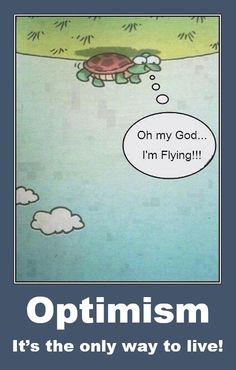 Oh my God...
I'm Flying!!!
Optimism
It's the only way to live!